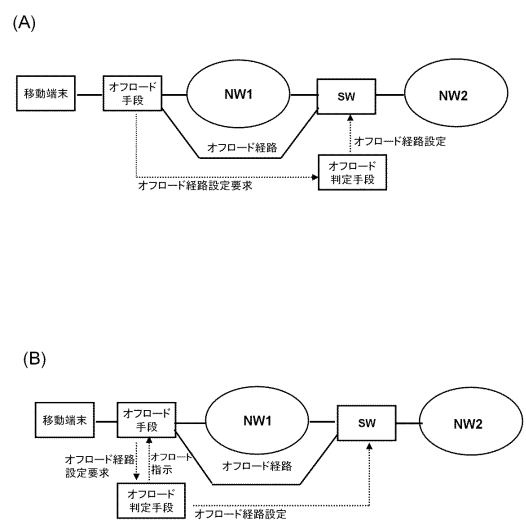 (A)
移動端末
オフロード
手段
NW1
SW
NW2
オフロード経路
オフロード経路設定
オフロード
判定手段
オフロード経路設定要求
(B)
移動端末
オフロード
手段
NW1
SW
NW2
オフロード経路
設定要求
オフロード
指示
オフロード経路
オフロード
判定手段
オフロード経路設定